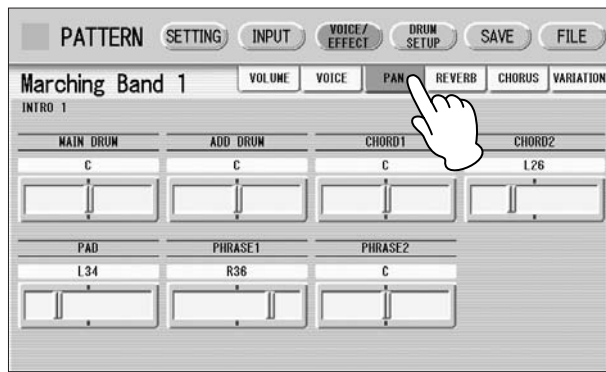 PATTERN SETTING INPUT VOICE/ EFFECT DRUM SETUP SAVE FILE
Marching Band 1 VOLUME VOICE PAN REVERB CHORUS VARIATION
INTRO 1
MAIN DRUM ADD DRUM CHORD1 CHORD2
C C C L26
PAD PHRASE1 PHRASE2
L34 R36 C